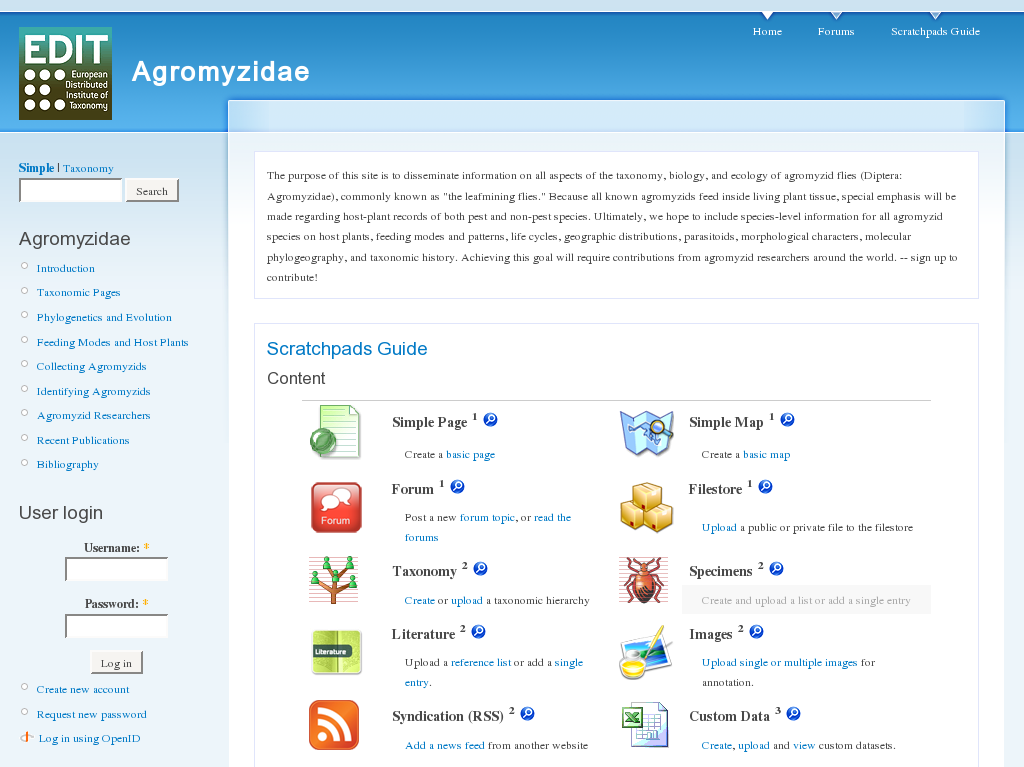 Home
Forums
Scratchpads Guide
EDIT
European
Distributed
Institute of
Taxonomy
Agromyzidae
Simple | Taxonomy
Search
Agromyzidae
Introduction
Taxonomic Pages
Phylogenetics and Evolution
Feeding Modes and Host Plants
Collecting Agromyzids
Identifying Agromyzids
Agromyzid Researchers
Recent Publications
Bibliography
User login
Username: *
Password: *
Log in
Create new account
Request new password
Log in using OpenID
The purpose of this site is to disseminate information on all aspects of the taxonomy, biology, and ecology of agromyzid flies (Diptera:
Agromyzidae), commonly known as "the leafmining flies." Because all known agromyzids feed inside living plant tissue, special emphasis will be
made regarding host-plant records of both pest and non-pest species. Ultimately, we hope to include species-level information for all agromyzid
species on host plants, feeding modes and patterns, life cycles, geographic distributions, parasitoids, morphological characters, molecular
phylogeography, and taxonomic history. Achieving this goal will require contributions from agromyzid researchers around the world. -- sign up to
contribute!
Scratchpads Guide
Content
Simple Page 1
Create a basic page
Simple Map 1
Create a basic map
Forum
Forum 1
Post a new forum topic, or read the
forums
Filestore 1
Upload a public or private file to the filestore
Taxonomy 2
Create or upload a taxonomic hierarchy
Specimens 2
Create and upload a list or add a single entry
Literature
Literature 2
Upload a reference list or add a single
entry.
Images 2
Upload single or multiple images for
annotation.
Syndication (RSS) 2
Add a news feed from another website
Custom Data 3
Create, upload and view custom datasets.